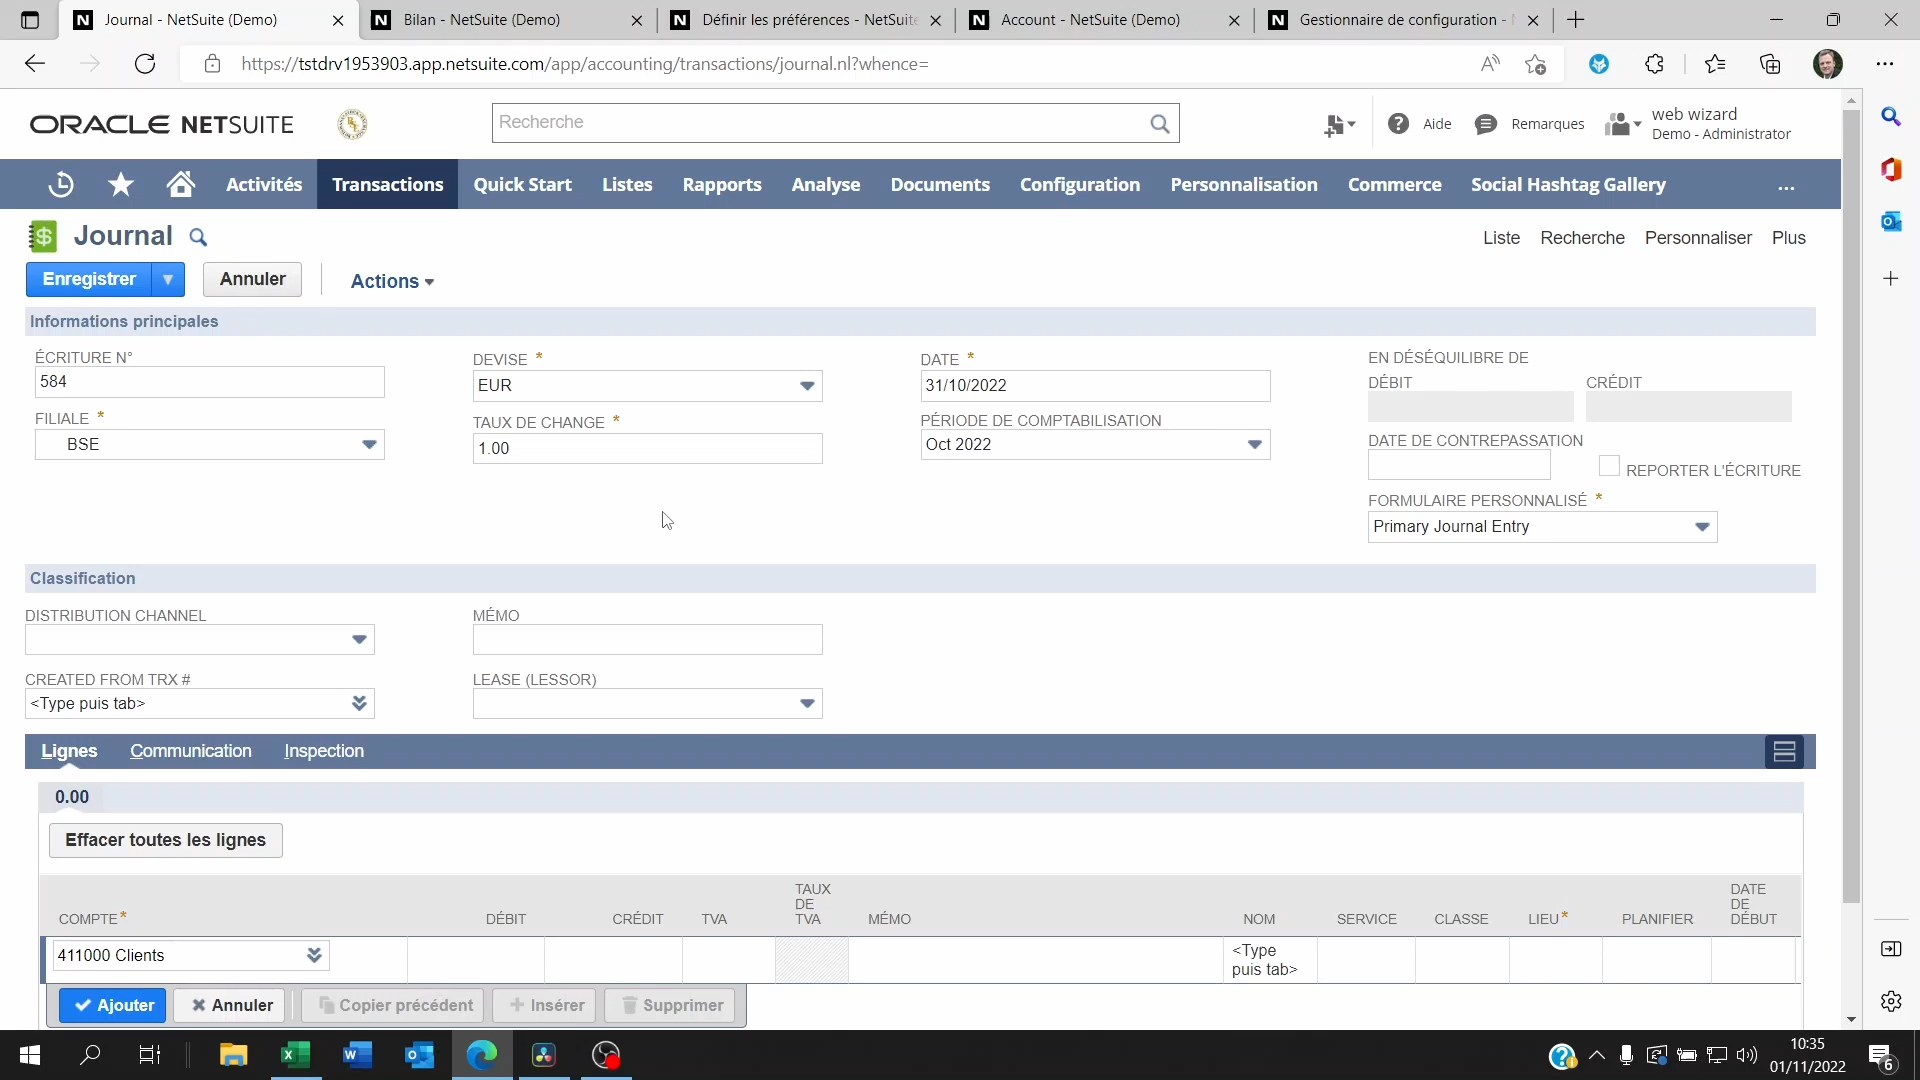 Journal - NetSuite (Demo)
Bilan - NetSuite (Demo)
Définir les préférences - NetSuite
Account - NetSuite (Demo)
Gestionnaire de configuration -
https://tstdrv1953903.app.netsuite.com/app/accounting/transactions/journal.nl?whence=
ORACLE NETSUITE
Recherche
Aide
Remarques
web wizard
Demo - Administrator
Activités
Transactions
Quick Start
Listes
Rapports
Analyse
Documents
Configuration
Personnalisation
Commerce
Social Hashtag Gallery
...
Journal
Liste
Recherche
Personnaliser
Plus
Enregistrer
Annuler
Actions
Informations principales
ÉCRITURE N°
584
FILIALE *
BSE
DEVISE *
EUR
TAUX DE CHANGE *
1.00
DATE *
31/10/2022
PÉRIODE DE COMPTABILISATION
Oct 2022
EN DÉSÉQUILIBRE DE
DÉBIT
CRÉDIT
DATE DE CONTREPASSATION
REPORTER L'ÉCRITURE
FORMULAIRE PERSONNALISÉ *
Primary Journal Entry
Classification
DISTRIBUTION CHANNEL
MÉMO
CREATED FROM TRX #
<Type puis tab>
LEASE (LESSOR)
Lignes
Communication
Inspection
0.00
Effacer toutes les lignes
COMPTE*
DÉBIT
CRÉDIT
TVA
TAUX
DE
TVA
MÉMO
NOM
SERVICE
CLASSE
LIEU*
PLANIFIER
DATE
DE
DÉBUT
411000 Clients
<Type
puis tab>
Ajouter
Annuler
Copier précédent
Insérer
Supprimer
10:35
01/11/2022
6